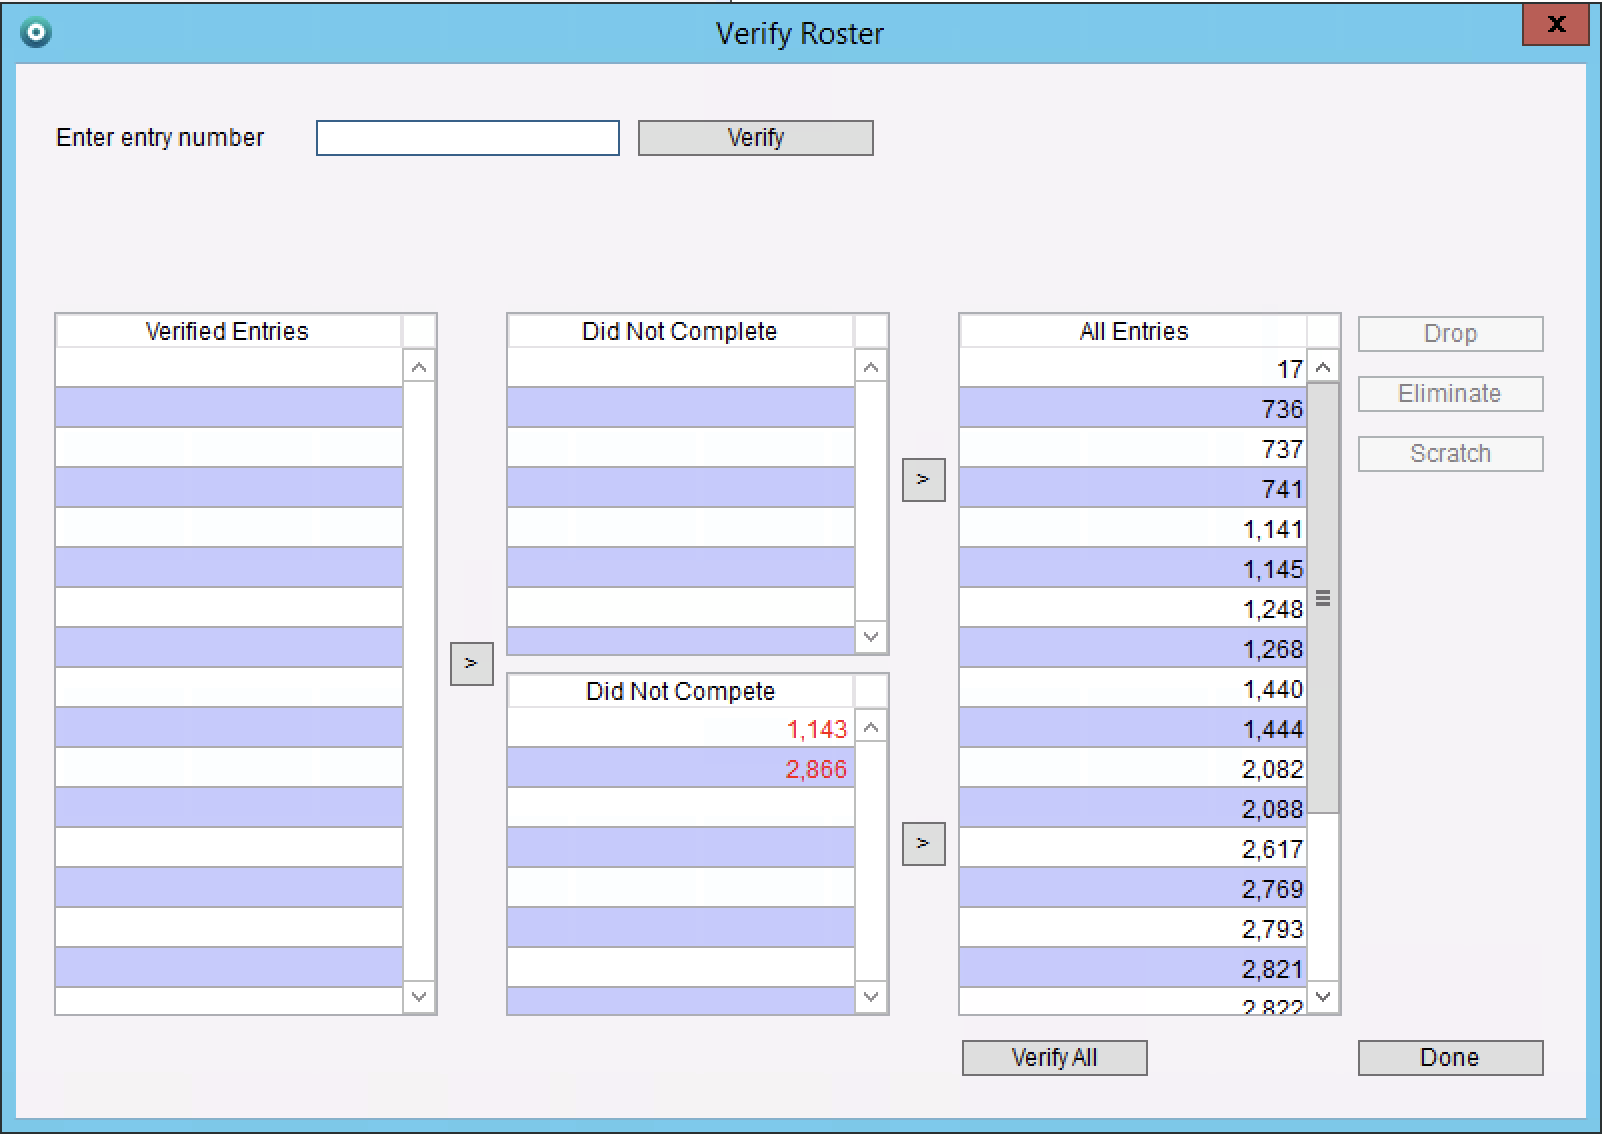 Verify Roster
X
Enter entry number
Verify
Verified Entries
Did Not Complete
All Entries
Drop
Eliminate
Scratch
17
736
737
741
1,141
1,145
1,248
1,268
1,440
1,444
2,082
2,088
2,617
2,769
2,793
2,821
2,822
>
>
Did Not Compete
1,143
2,866
>
Verify All
Done